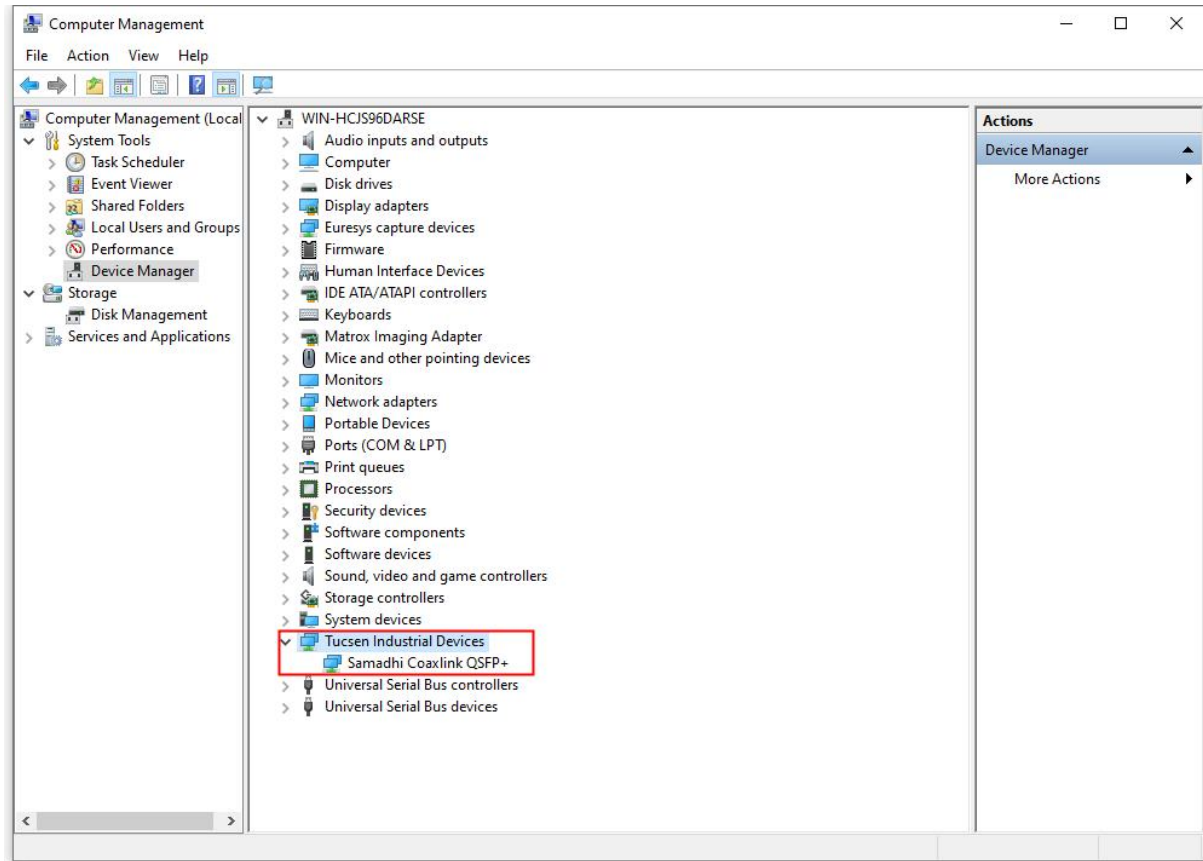 Computer Management
File Action View Help
Computer Management (Local
System Tools
Task Scheduler
Event Viewer
Shared Folders
Local Users and Groups
Performance
Device Manager
Storage
Disk Management
Services and Applications
WIN-HCJS96DARSE
Audio inputs and outputs
Computer
Disk drives
Display adapters
Euresys capture devices
Firmware
Human Interface Devices
IDE ATA/ATAPI controllers
Keyboards
Matrox Imaging Adapter
Mice and other pointing devices
Monitors
Network adapters
Portable Devices
Ports (COM & LPT)
Print queues
Processors
Security devices
Software components
Software devices
Sound, video and game controllers
Storage controllers
System devices
Tucsen Industrial Devices
Samadhi Coaxlink QSFP+
Universal Serial Bus controllers
Universal Serial Bus devices
Actions
Device Manager
More Actions